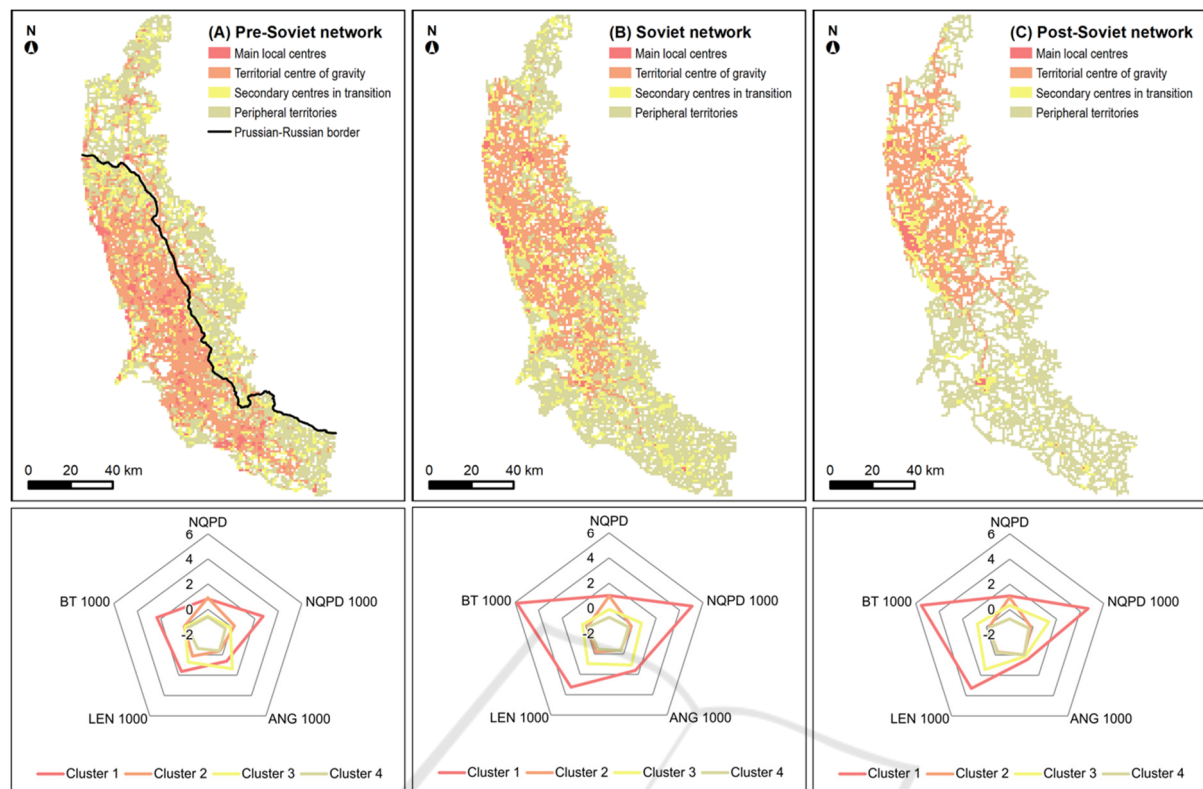 N
(A) Pre-Soviet network
Main local centres
Territorial centre of gravity
Secondary centres in transition
Peripheral territories
Prussian-Russian border
0 20 40 km
N
(B) Soviet network
Main local centres
Territorial centre of gravity
Secondary centres in transition
Peripheral territories
0 20 40 km
N
(C) Post-Soviet network
Main local centres
Territorial centre of gravity
Secondary centres in transition
Peripheral territories
0 20 40 km
NQPD
6
4
2
0
-2
BT 1000
NQPD 1000
LEN 1000
ANG 1000
Cluster 1 Cluster 2 Cluster 3 Cluster 4
NQPD
6
4
2
0
-2
BT 1000
NQPD 1000
LEN 1000
ANG 1000
Cluster 1 Cluster 2 Cluster 3 Cluster 4
NQPD
6
4
2
0
-2
BT 1000
NQPD 1000
LEN 1000
ANG 1000
Cluster 1 Cluster 2 Cluster 3 Cluster 4